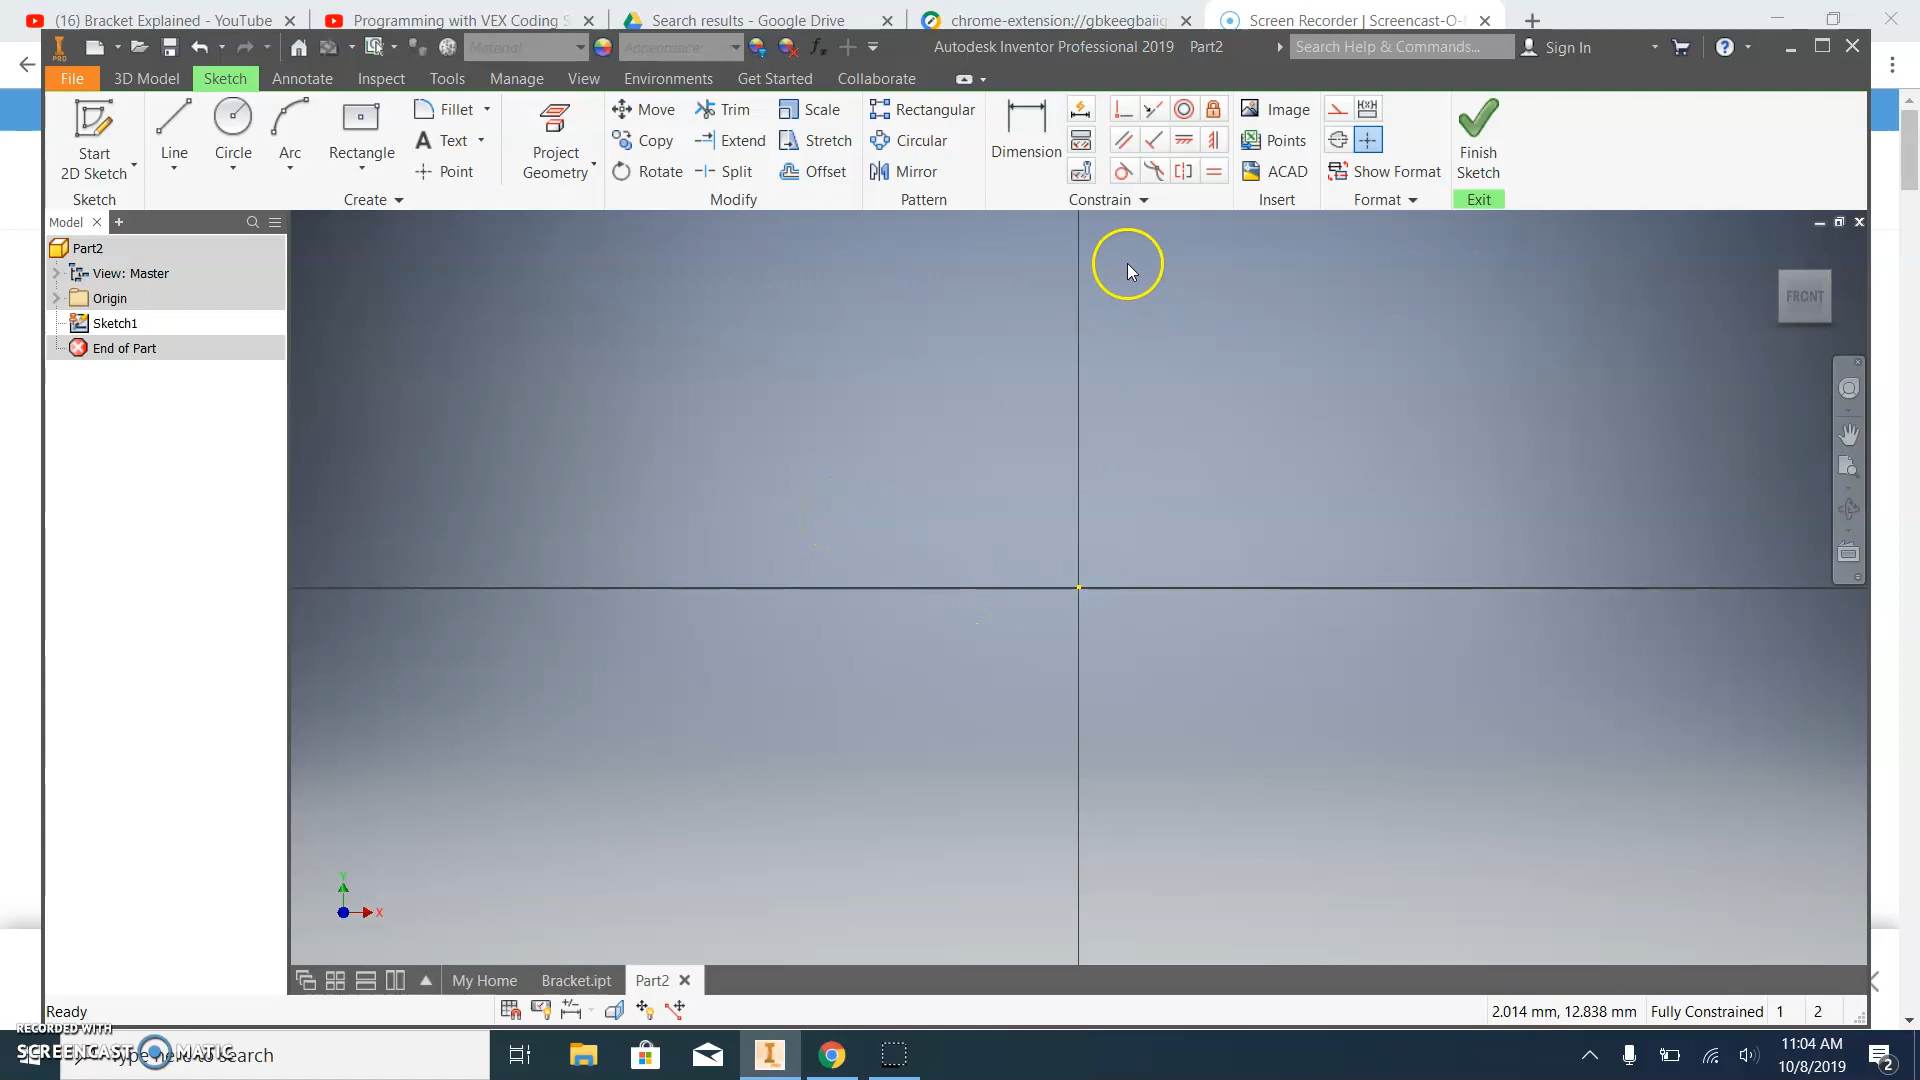 (16) Bracket Explained - YouTube
Programming with VEX Coding S
Search results - Google Drive
chrome-extension://gbkeegbaiig
Screen Recorder | Screencast-O-
PRO
Material
Appearance
Autodesk Inventor Professional 2019 Part2
Search Help & Commands...
Sign In
File 3D Model Sketch Annotate Inspect Tools Manage View Environments Get Started Collaborate
Start
2D Sketch
Line
Circle
Arc
Rectangle
Fillet
Text
Point
Project
Geometry
Move
Copy
Rotate
Trim
Extend
Split
Scale
Stretch
Offset
Rectangular
Circular
Mirror
Dimension
Image
Points
ACAD
Show Format
Finish
Sketch
Sketch Create Modify Pattern Constrain Insert Format Exit
Model
Part2
View: Master
Origin
Sketch1
End of Part
FRONT
Y
X
My Home Bracket.ipt Part2
Ready
2.014 mm, 12.838 mm Fully Constrained 1 2
RECORDED WITH
SCREENCAST MATIC
Type here to search
11:04 AM
10/8/2019
2